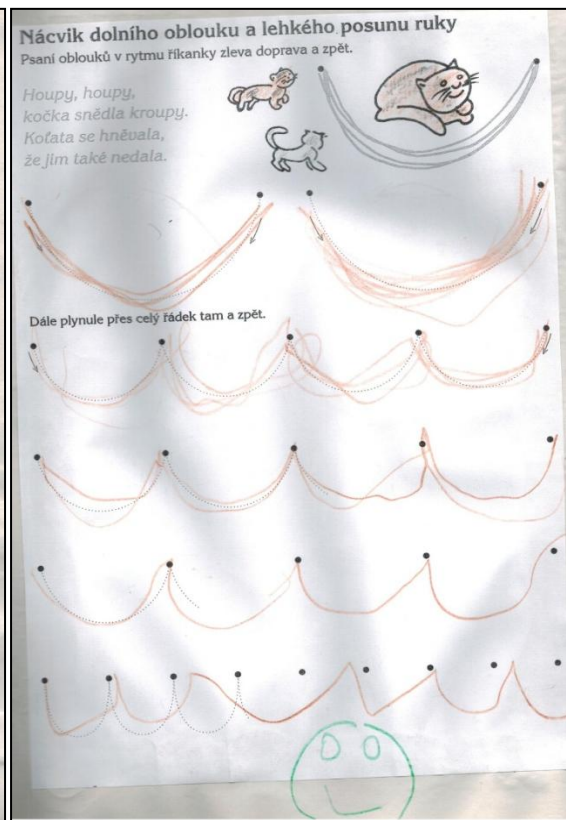 Nácvik dolního oblouku a lehkého posunu ruky
Psaní oblouků v rytmu říkanky zleva doprava a zpět.
Houpy, houpy,
kočka snědla kroupy.
Koťata se hněvala,
že jim také nedala.
Dále plynule přes celý řádek tam a zpět.